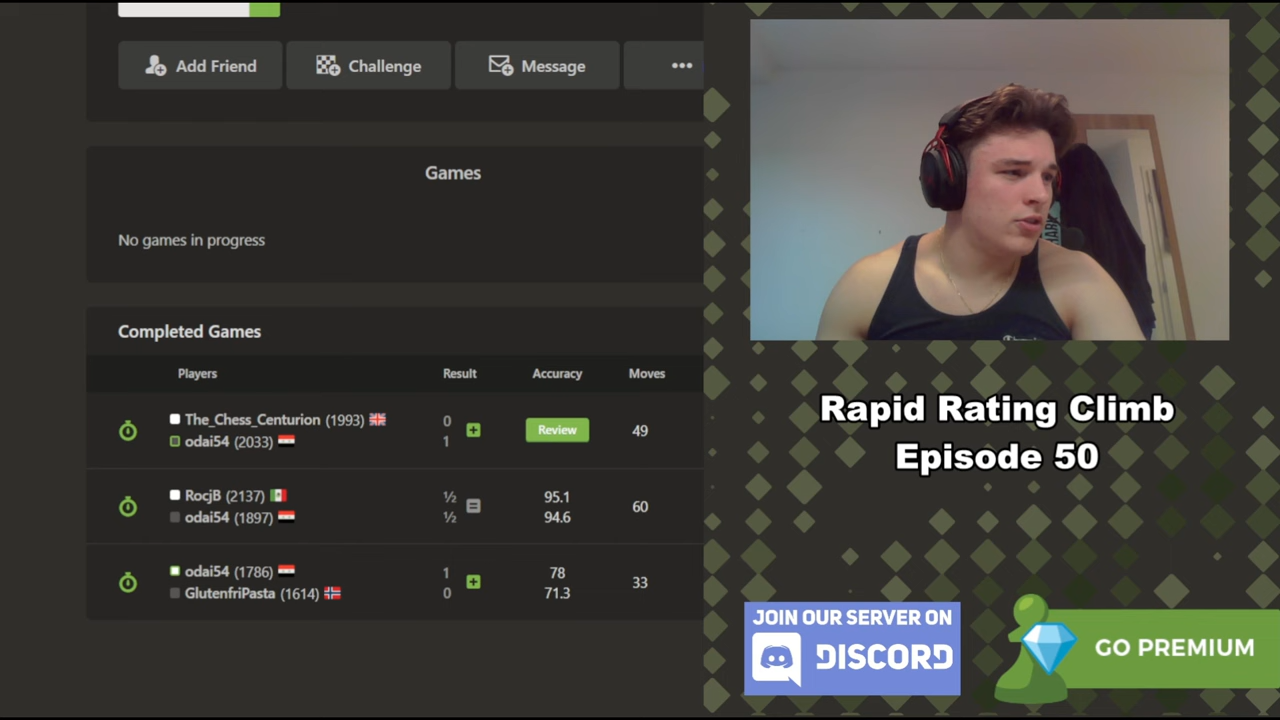 Add Friend
Challenge
Message
Games
No games in progress
Completed Games
Players Result Accuracy Moves
The_Chess_Centurion (1993) 0
odai54 (2033) 1
Review 49
RocjB (2137) ½ 95.1
odai54 (1897) ½ 94.6
60
odai54 (1786) 1 78
GlutenfriPasta (1614) 0 71.3
33
Rapid Rating Climb
Episode 50
JOIN OUR SERVER ON
DISCORD
GO PREMIUM